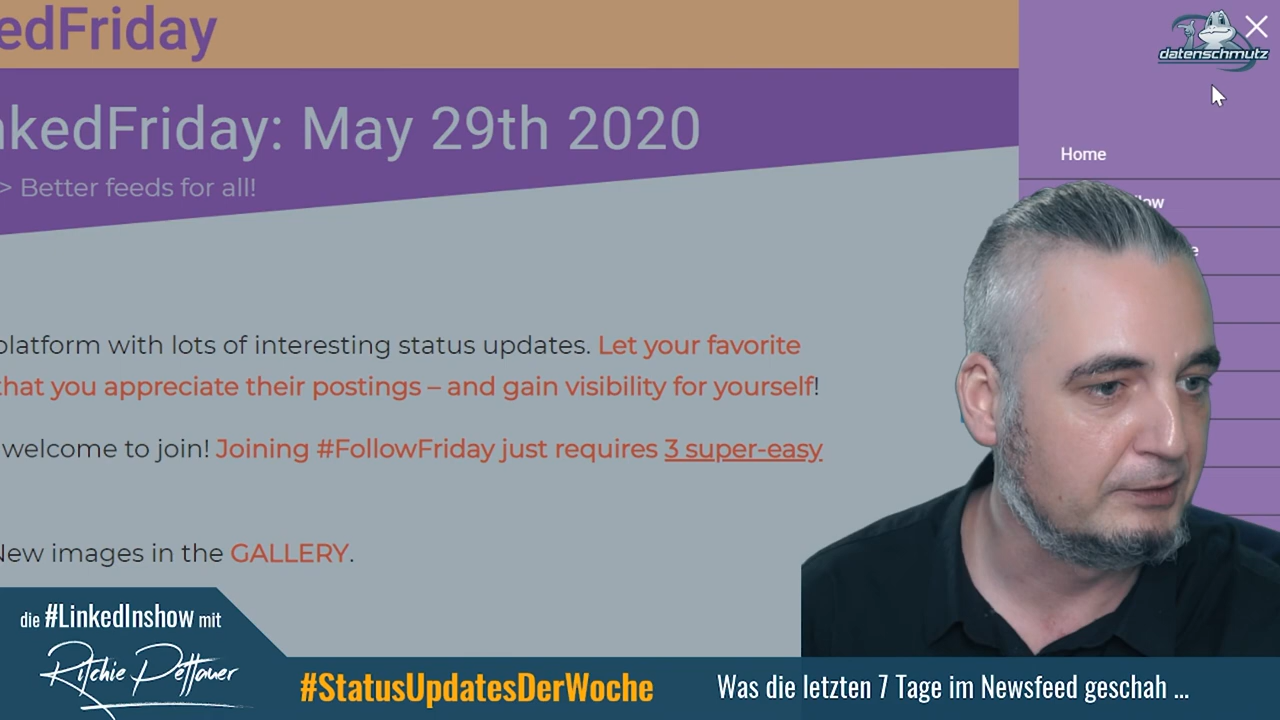 edFriday
datenschmutz
nkedFriday: May 29th 2020
> Better feeds for all!
Home
low
e
platform with lots of interesting status updates. Let your favorite
that you appreciate their postings – and gain visibility for yourself!
welcome to join! Joining #FollowFriday just requires 3 super-easy
New images in the GALLERY.
die #LinkedInshow mit
Ritchie Pettauer
#StatusUpdatesDerWoche
Was die letzten 7 Tage im Newsfeed geschah ...